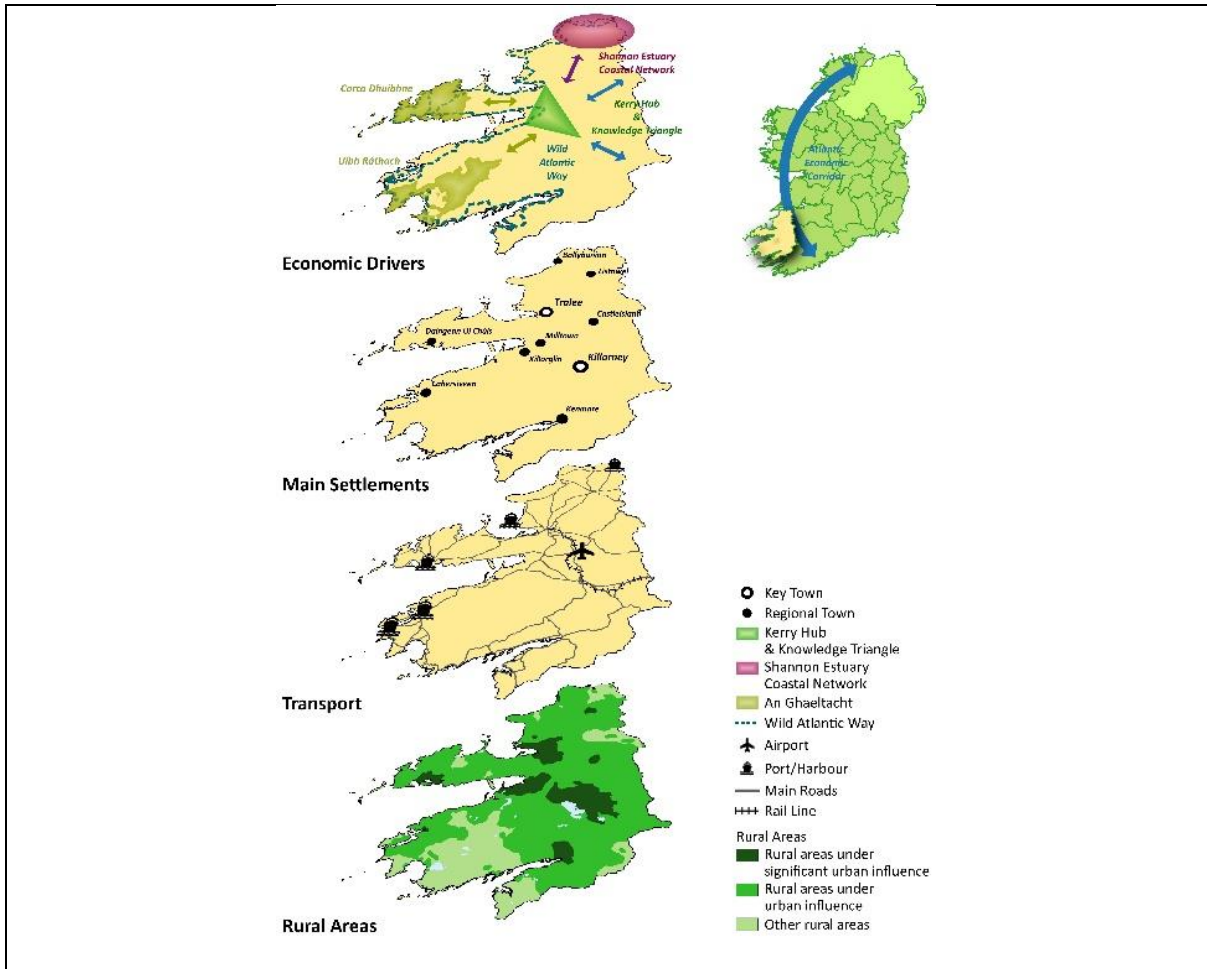 Shannon Estuary
Coastal Network
Corca Dhuibhne
Kerry Hub
&
Knowledge Triangle
Uíbh Ráthach
Wild
Atlantic
Way
Atlantic
Economic
Corridor
Economic Drivers
Ballybunion
Listowel
Tralee
Castleisland
Daingean Uí Chúis
Milltown
Killorglin
Killarney
Cahersiveen
Kenmare
Main Settlements
Transport
Rural Areas
Key Town
Regional Town
Kerry Hub
& Knowledge Triangle
Shannon Estuary
Coastal Network
An Ghaeltacht
Wild Atlantic Way
Airport
Port/Harbour
Main Roads
Rail Line
Rural Areas
Rural areas under
significant urban influence
Rural areas under
urban influence
Other rural areas